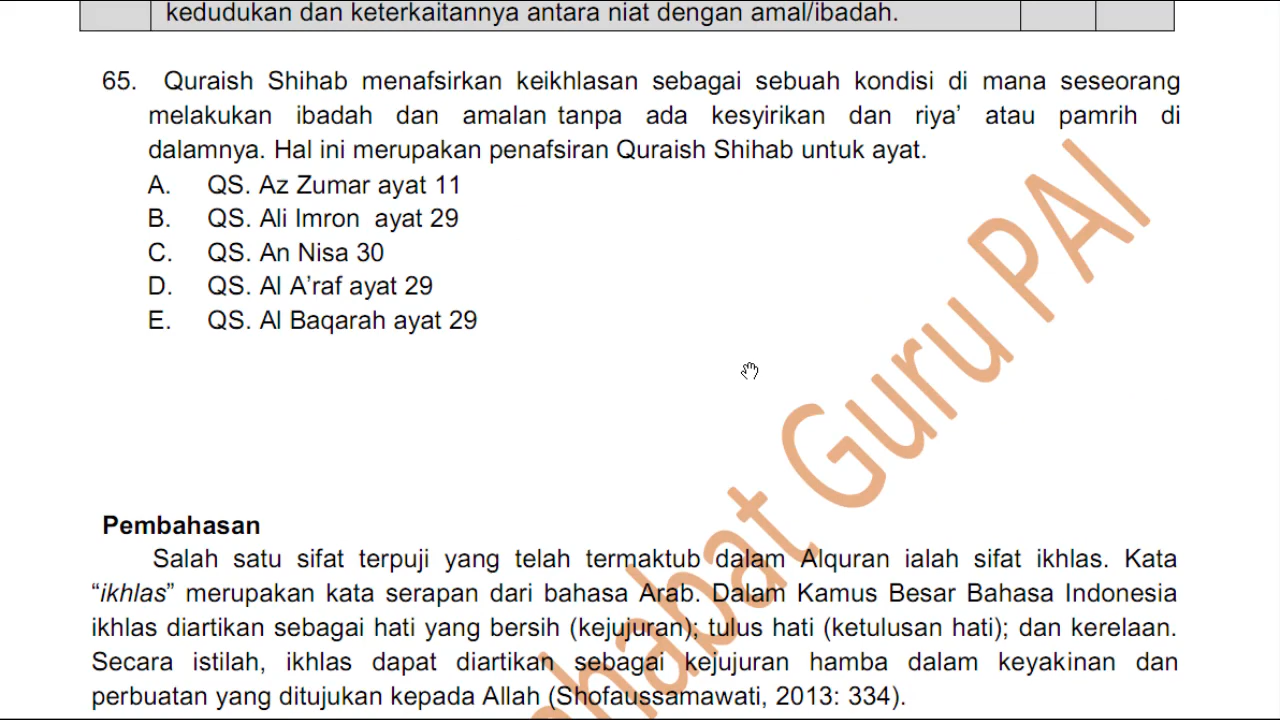 kedudukan dan keterkaitannya antara niat dengan amal/ibadah.
65. Quraish Shihab menafsirkan keikhlasan sebagai sebuah kondisi di mana seseorang
melakukan ibadah dan amalan tanpa ada kesyirikan dan riya’ atau pamrih di
dalamnya. Hal ini merupakan penafsiran Quraish Shihab untuk ayat.
A. QS. Az Zumar ayat 11
B. QS. Ali Imron ayat 29
C. QS. An Nisa 30
D. QS. Al A’raf ayat 29
E. QS. Al Baqarah ayat 29
Pembahasan
Salah satu sifat terpuji yang telah termaktub dalam Alquran ialah sifat ikhlas. Kata
“ikhlas” merupakan kata serapan dari bahasa Arab. Dalam Kamus Besar Bahasa Indonesia
ikhlas diartikan sebagai hati yang bersih (kejujuran); tulus hati (ketulusan hati); dan kerelaan.
Secara istilah, ikhlas dapat diartikan sebagai kejujuran hamba dalam keyakinan dan
perbuatan yang ditujukan kepada Allah (Shofaussamawati, 2013: 334).
Guru PAI